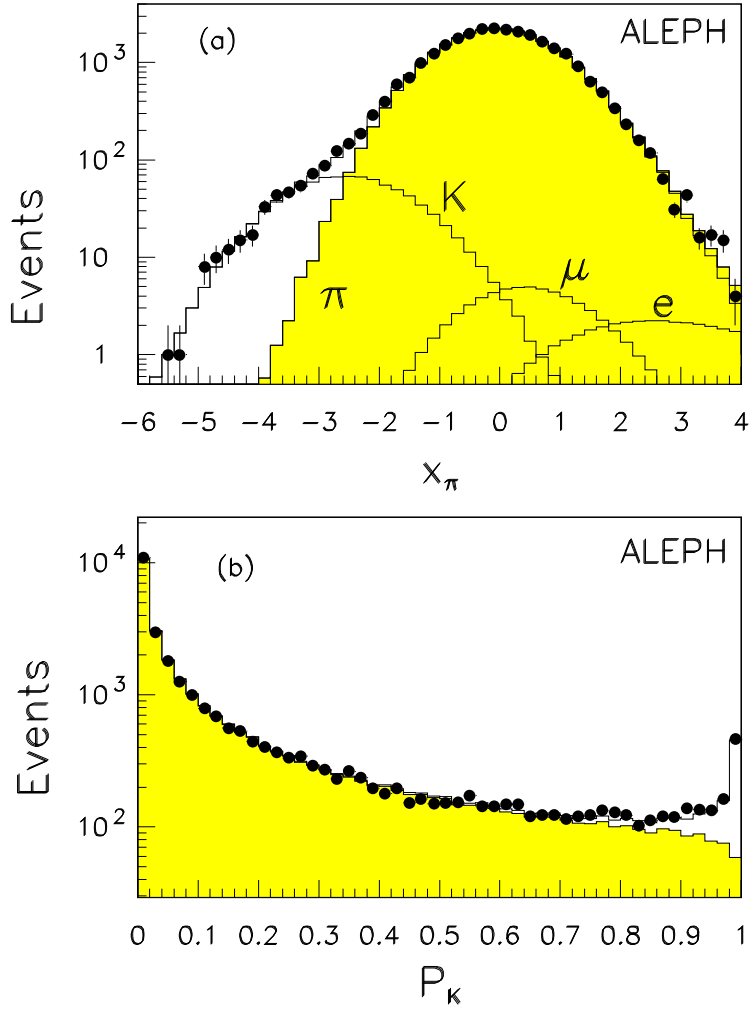 (a)
ALEPH
Events
10³
10²
10
1
K
π
μ
e
−6 −5 −4 −3 −2 −1 0 1 2 3 4
xπ
(b)
ALEPH
Events
10⁴
10³
10²
0 0.1 0.2 0.3 0.4 0.5 0.6 0.7 0.8 0.9 1
P_K